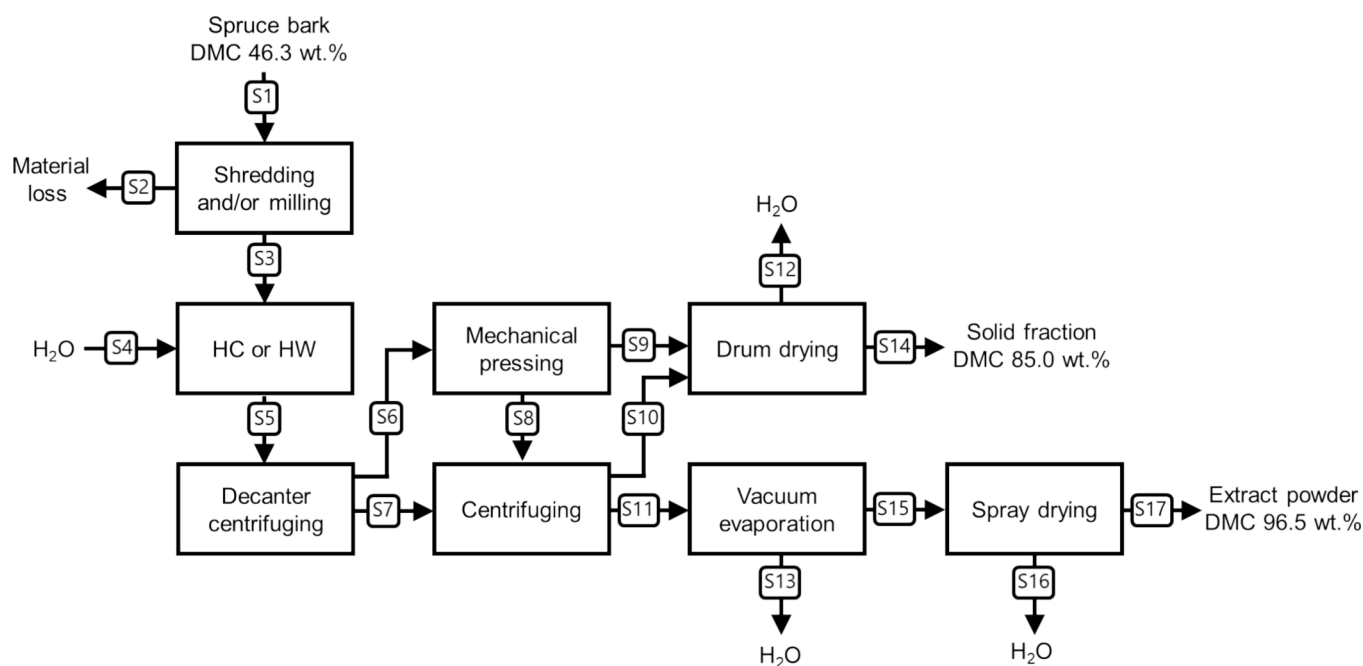 Spruce bark
DMC 46.3 wt.%
S1
Material
loss
S2
Shredding
and/or milling
S3
H₂O
S4
HC or HW
S5
S6
Mechanical
pressing
S9
H₂O
S12
Drum drying
S14
Solid fraction
DMC 85.0 wt.%
S8
S10
Decanter
centrifuging
S7
Centrifuging
S11
Vacuum
evaporation
S15
Spray drying
S17
Extract powder
DMC 96.5 wt.%
S13
H₂O
S16
H₂O